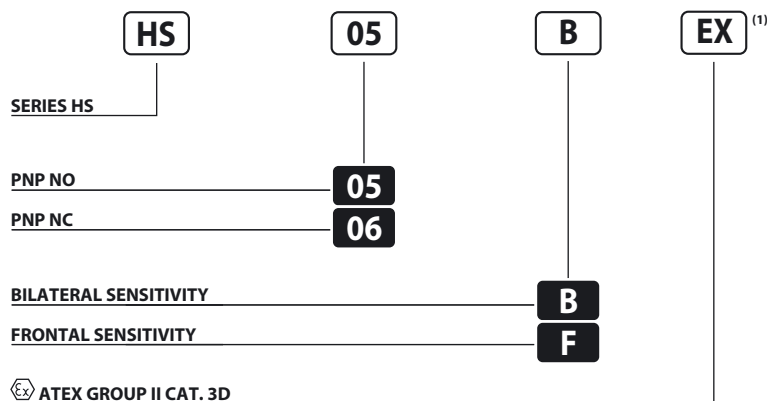 HS 05 B EX (1)
SERIES HS
PNP NO 05
PNP NC 06
BILATERAL SENSITIVITY B
FRONTAL SENSITIVITY F
Ex ATEX GROUP II CAT. 3D